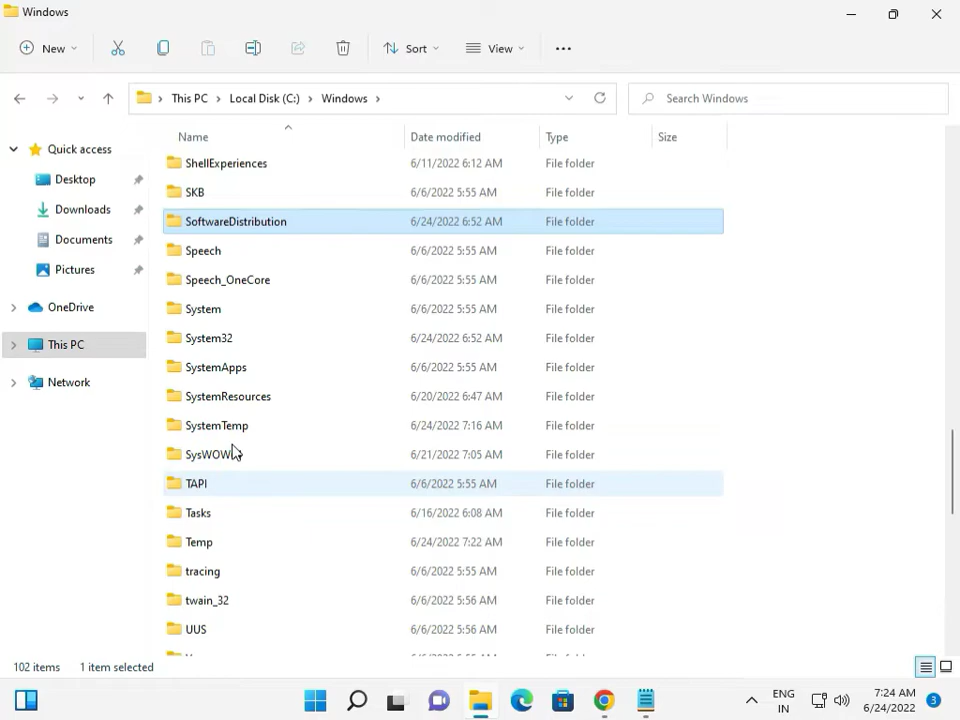 Windows
New
Sort
View
This PC
Local Disk (C:)
Windows
Search Windows
Name
Date modified
Type
Size
Quick access
Desktop
Downloads
Documents
Pictures
OneDrive
This PC
Network
ShellExperiences 6/11/2022 6:12 AM File folder
SKB 6/6/2022 5:55 AM File folder
SoftwareDistribution 6/24/2022 6:52 AM File folder
Speech 6/6/2022 5:55 AM File folder
Speech_OneCore 6/6/2022 5:55 AM File folder
System 6/6/2022 5:55 AM File folder
System32 6/24/2022 6:52 AM File folder
SystemApps 6/6/2022 5:55 AM File folder
SystemResources 6/20/2022 6:47 AM File folder
SystemTemp 6/24/2022 7:16 AM File folder
6/21/2022 7:05 AM File folder
TAPI 6/6/2022 5:55 AM File folder
Tasks 6/16/2022 6:08 AM File folder
Temp 6/24/2022 7:22 AM File folder
tracing 6/6/2022 5:55 AM File folder
twain_32 6/6/2022 5:56 AM File folder
UUS 6/6/2022 5:56 AM File folder
102 items 1 item selected
ENG
IN
7:24 AM
6/24/2022
3